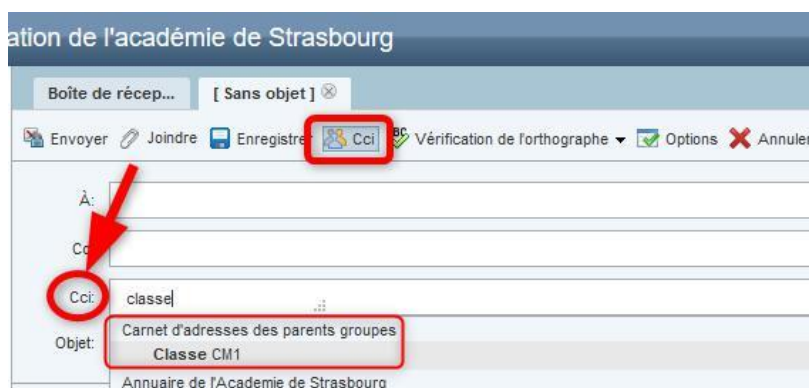 ation de l'académie de Strasbourg
Boîte de récep... [ Sans objet ]
Envoyer Joindre Enregistrer Cci Vérification de l'orthographe Options Annuler
À:
Cc:
Cci: classe
Carnet d'adresses des parents groupes
Objet:
Classe CM1
Annuaire de l'Academie de Strasbourg